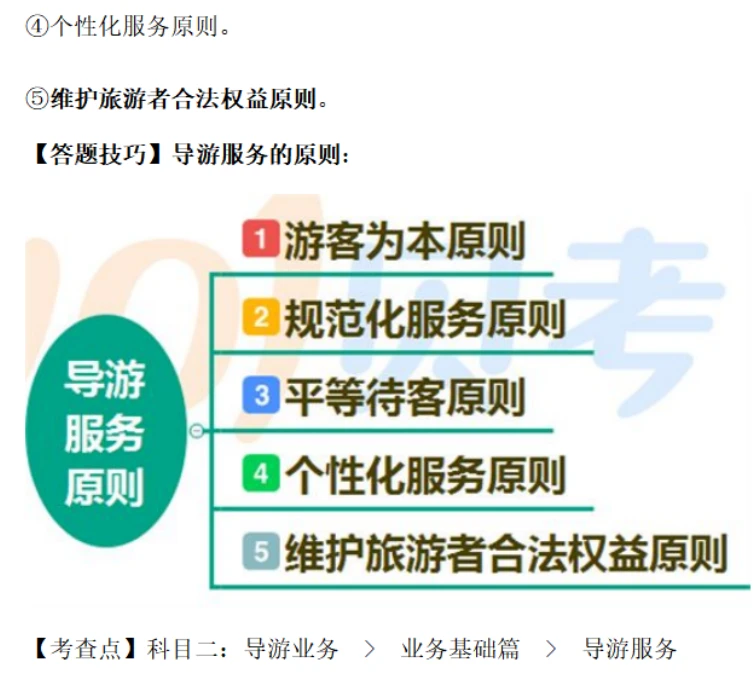 ④个性化服务原则。
⑤维护旅游者合法权益原则。
【答题技巧】导游服务的原则：
导游
服务
原则
1 游客为本原则
2 规范化服务原则
3 平等待客原则
4 个性化服务原则
5 维护旅游者合法权益原则
【考查点】科目二：导游业务 > 业务基础篇 > 导游服务